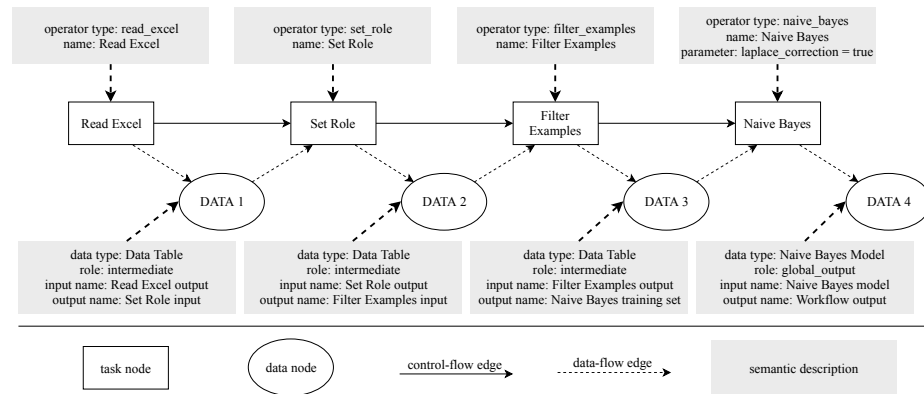 operator type: read_excel
name: Read Excel
operator type: set_role
name: Set Role
operator type: filter_examples
name: Filter Examples
operator type: naive_bayes
name: Naive Bayes
parameter: laplace_correction = true
Read Excel
Set Role
Filter
Examples
Naive Bayes
DATA 1
DATA 2
DATA 3
DATA 4
data type: Data Table
role: intermediate
input name: Read Excel output
output name: Set Role input
data type: Data Table
role: intermediate
input name: Set Role output
output name: Filter Examples input
data type: Data Table
role: intermediate
input name: Filter Examples output
output name: Naive Bayes training set
data type: Naive Bayes Model
role: global_output
input name: Naive Bayes model
output name: Workflow output
task node
data node
control-flow edge
data-flow edge
semantic description